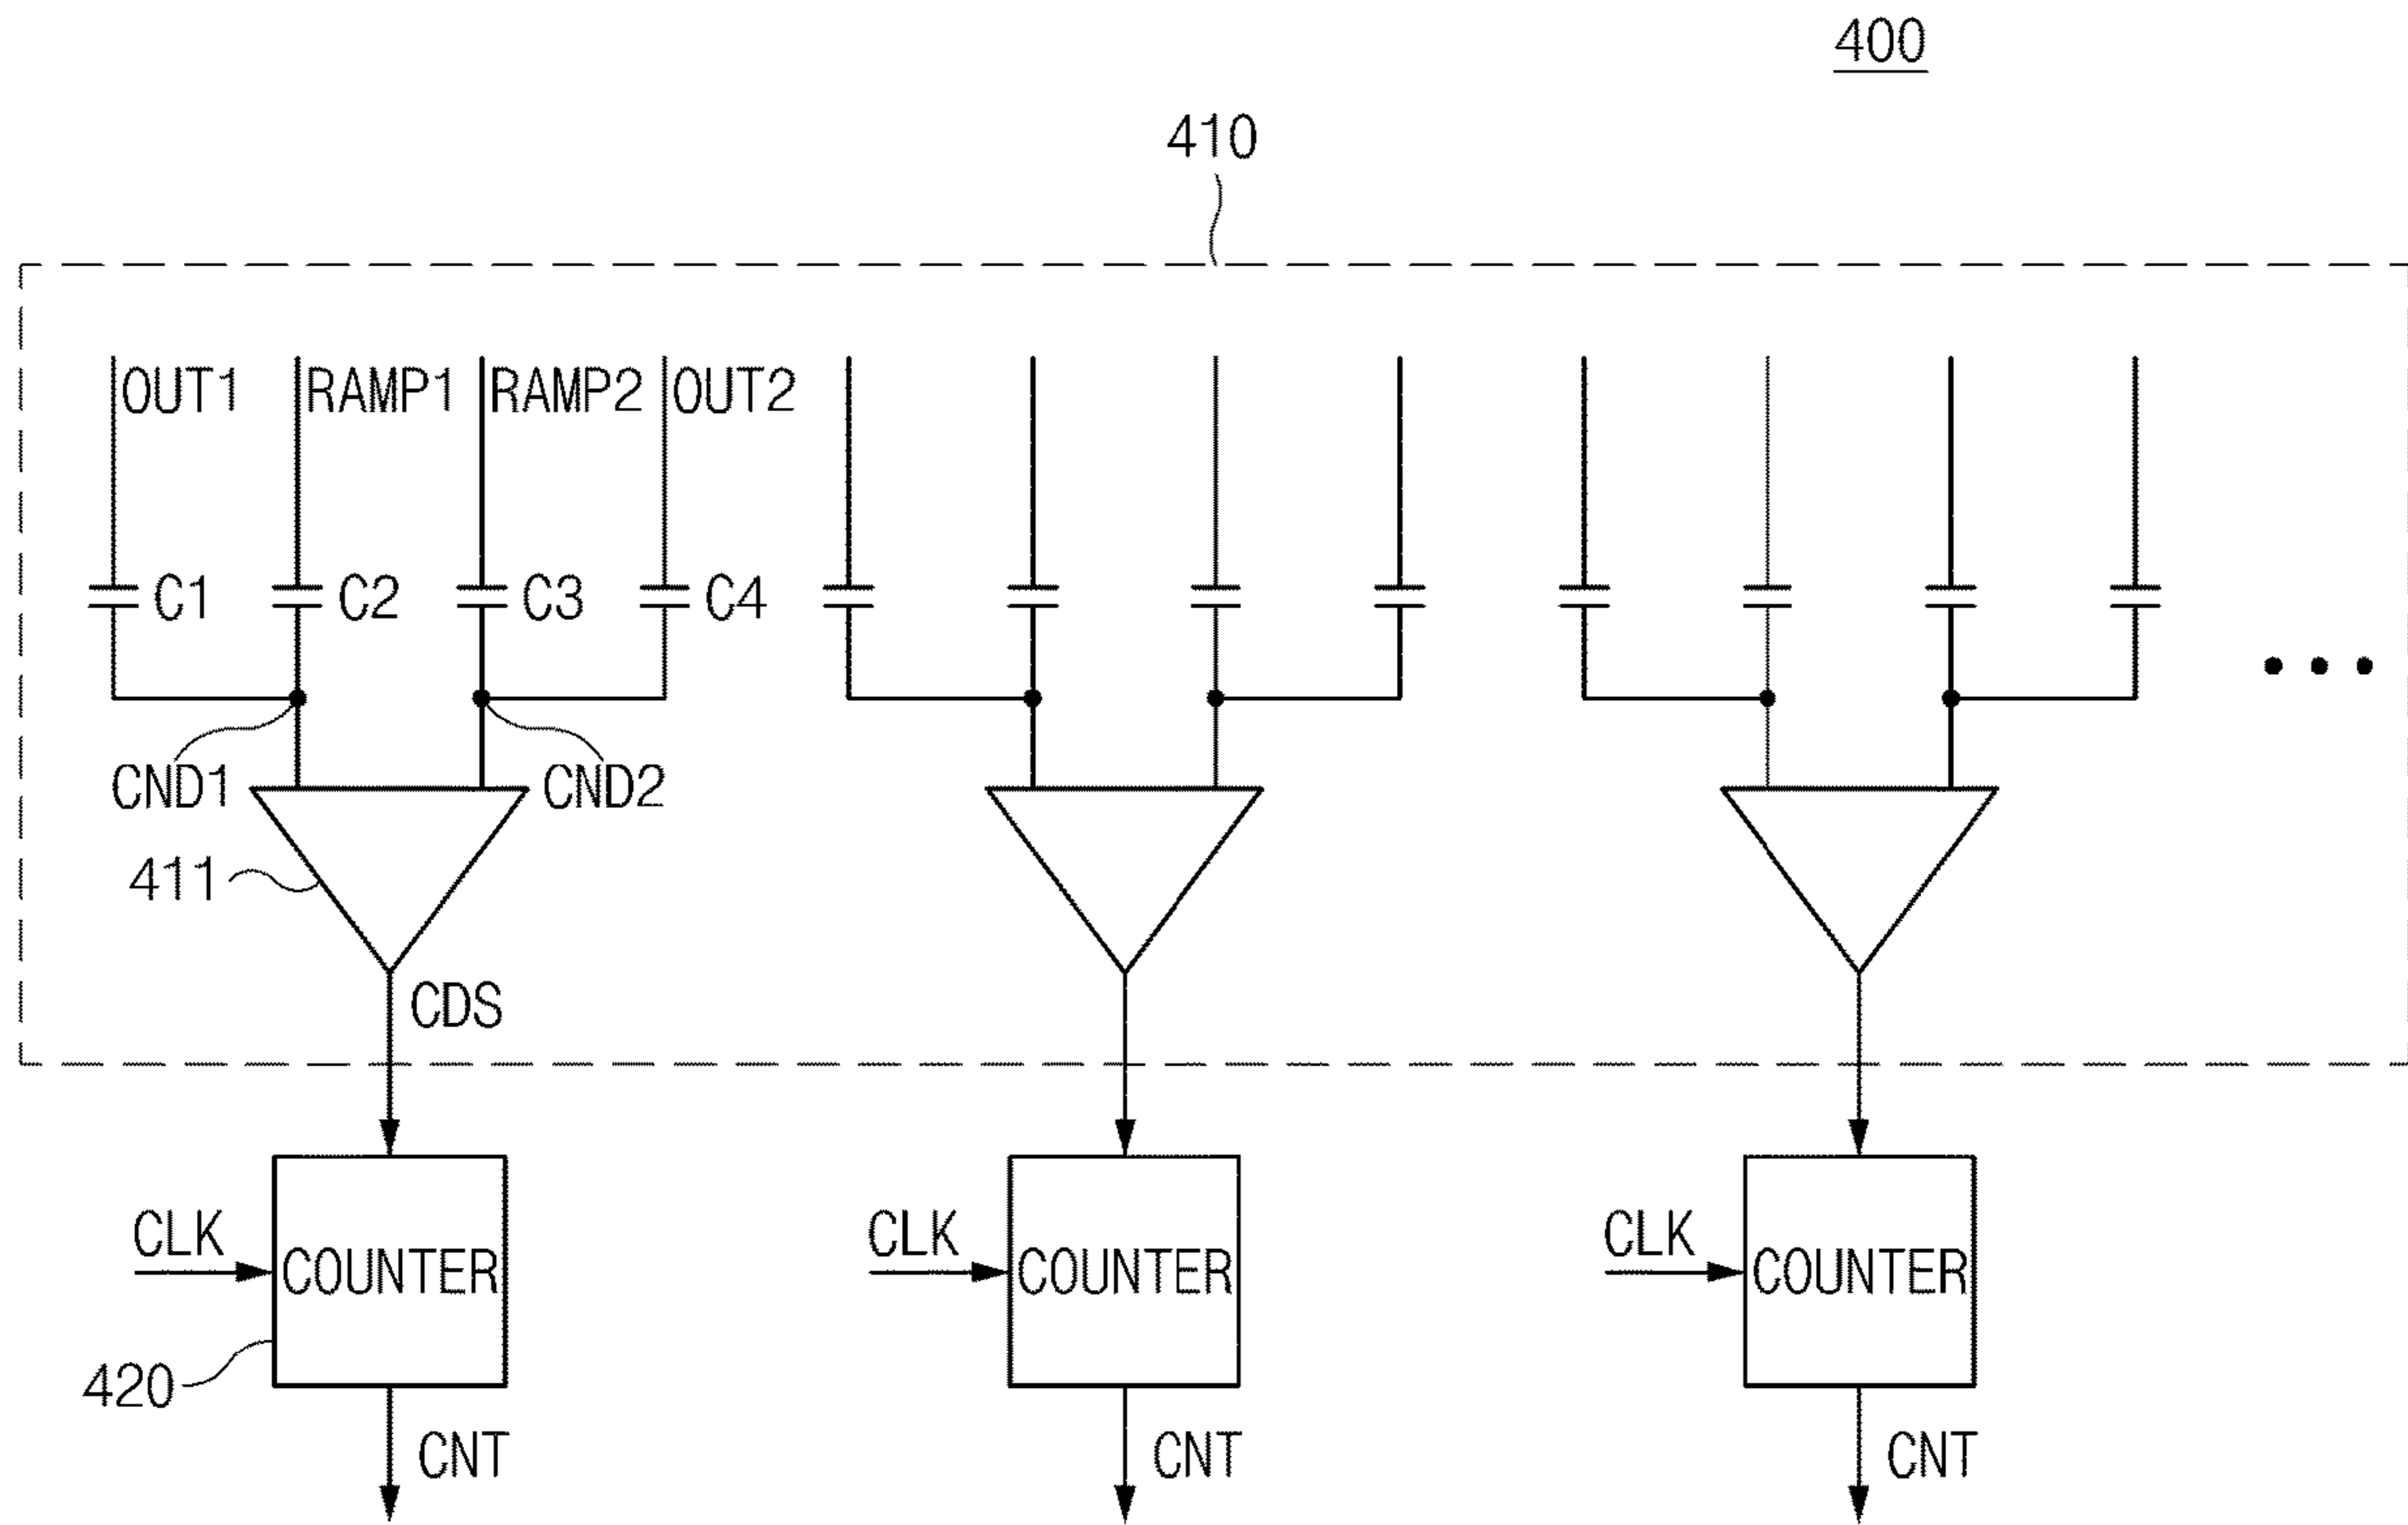 400
410
OUT1 RAMP1 RAMP2 OUT2
C1 C2 C3 C4
CND1 CND2
411
CDS
CLK COUNTER CLK COUNTER CLK COUNTER
420
CNT CNT CNT